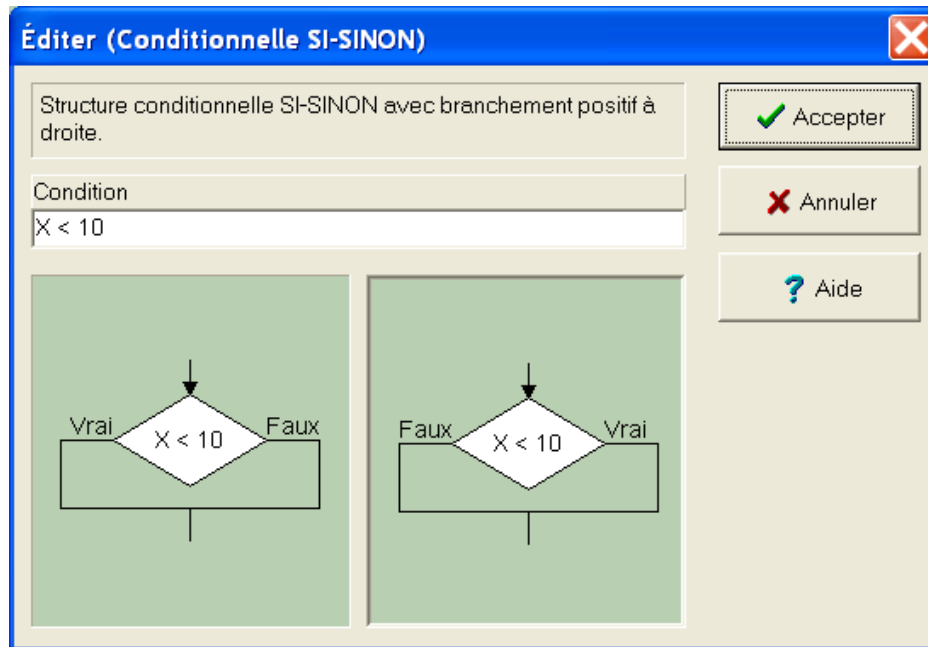 Éditer (Conditionnelle SI-SINON)
Structure conditionnelle SI-SINON avec branchement positif à
droite.
Accepter
Condition
X < 10
Annuler
Aide
Vrai
X < 10
Faux
Faux
X < 10
Vrai